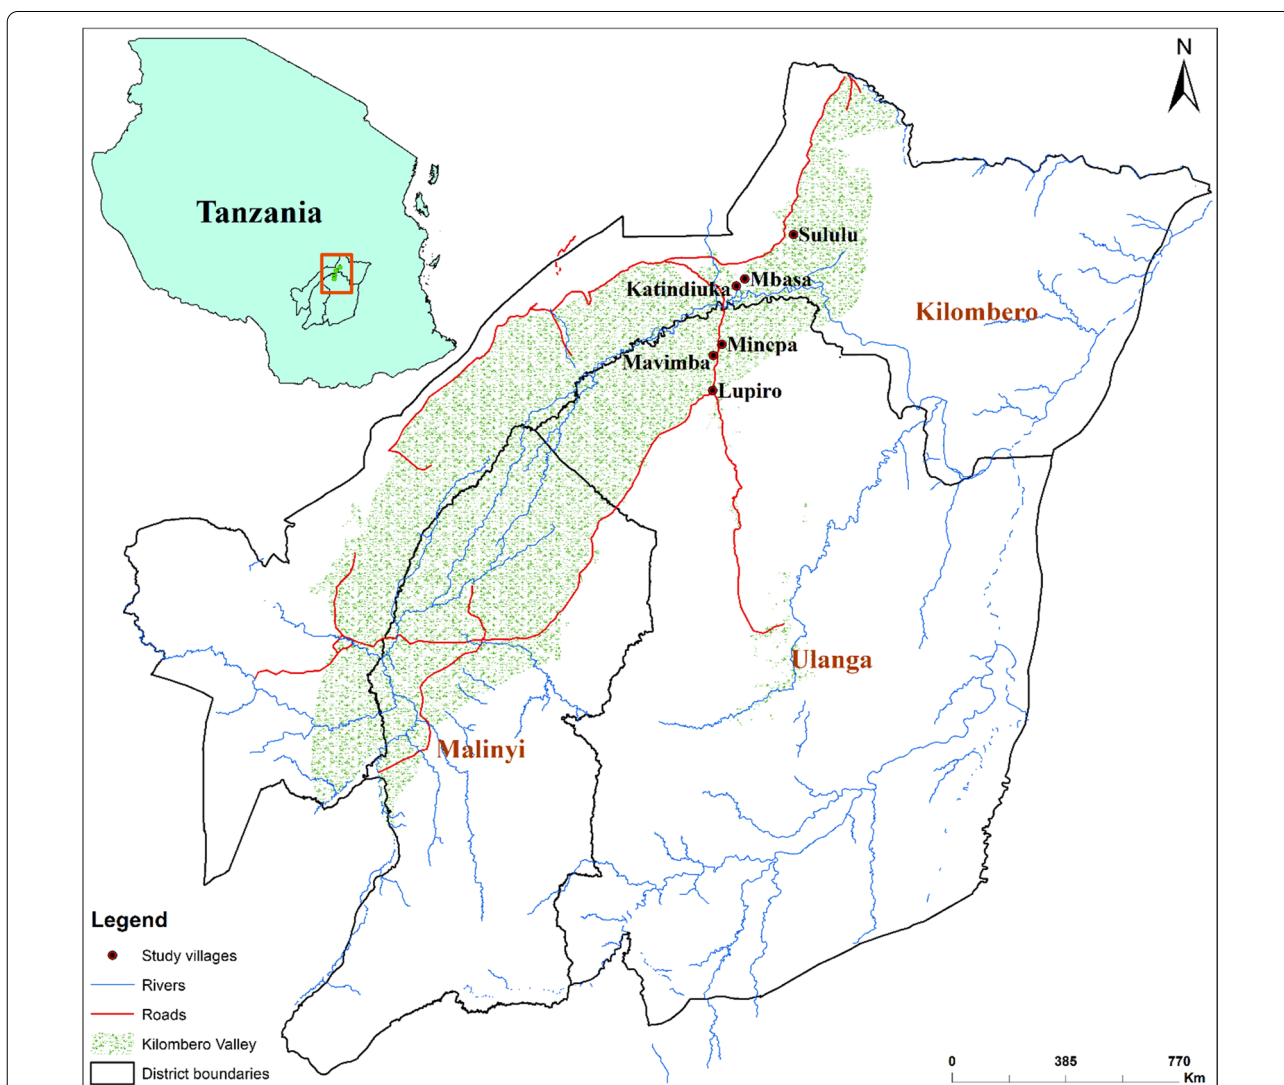 N
Tanzania
Sululu
Mbasa
Katindiuka
Kilombero
Mincpa
Mavimba
Lupiro
Ulanga
Malinyi
Legend
Study villages
Rivers
Roads
Kilombero Valley
District boundaries
0 385 770
Km